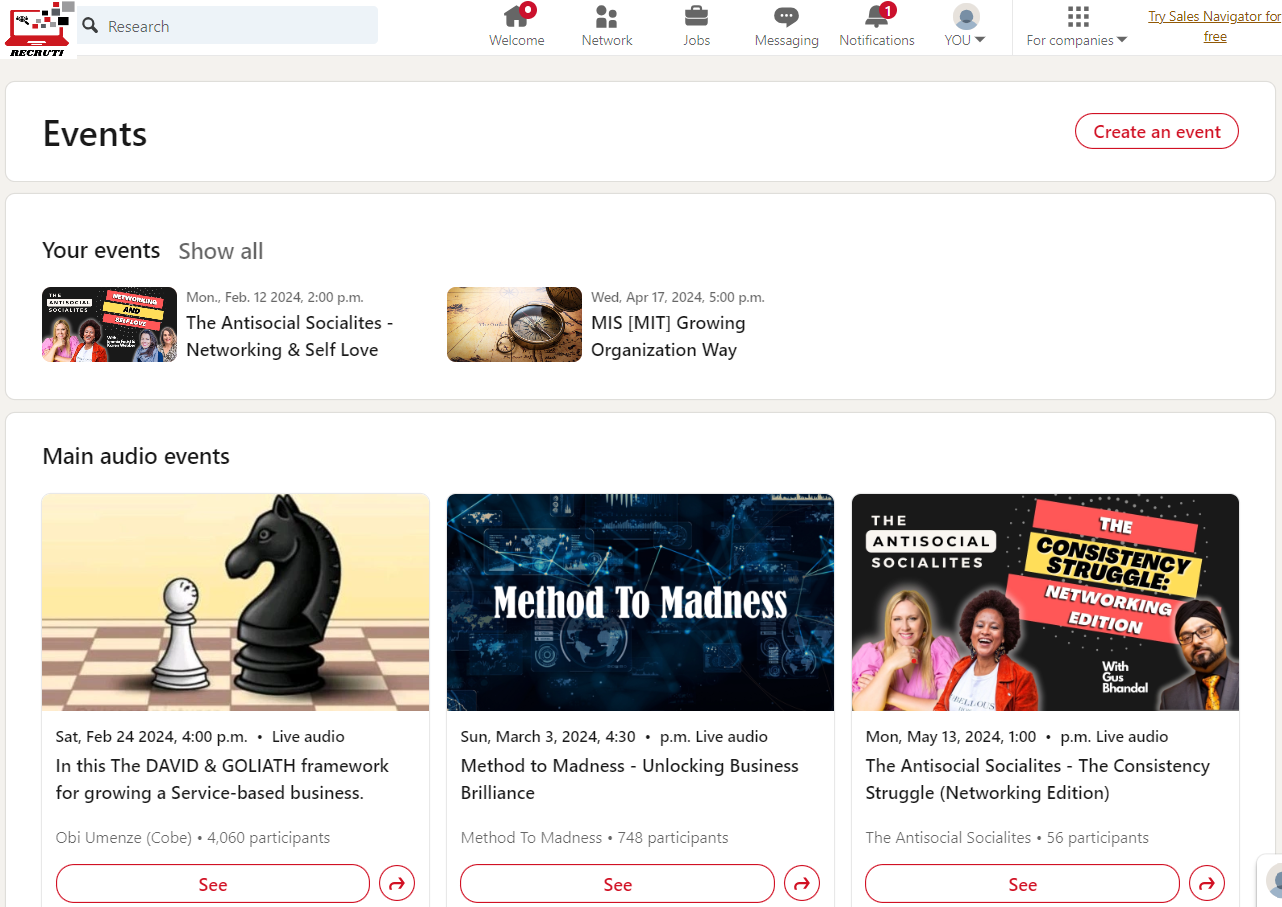 RECRUTI
Research
Welcome
Network
Jobs
Messaging
1
Notifications
YOU
For companies
Try Sales Navigator for
free
Events
Create an event
Your events Show all
THE
ANTISOCIAL
SOCIALITES
NETWORKING
AND
SELF LOVE
Mon., Feb. 12 2024, 2:00 p.m.
The Antisocial Socialites -
Networking & Self Love
Wed, Apr 17, 2024, 5:00 p.m.
MIS [MIT] Growing
Organization Way
Main audio events
Sat, Feb 24 2024, 4:00 p.m. • Live audio
In this The DAVID & GOLIATH framework
for growing a Service-based business.
Obi Umenze (Cobe) • 4,060 participants
See
Method To Madness
Sun, March 3, 2024, 4:30 • p.m. Live audio
Method to Madness - Unlocking Business
Brilliance
Method To Madness • 748 participants
See
THE
ANTISOCIAL
SOCIALITES
THE
CONSISTENCY
STRUGGLE:
NETWORKING
EDITION
With
Gus
Bhandal
Mon, May 13, 2024, 1:00 • p.m. Live audio
The Antisocial Socialites - The Consistency
Struggle (Networking Edition)
The Antisocial Socialites • 56 participants
See